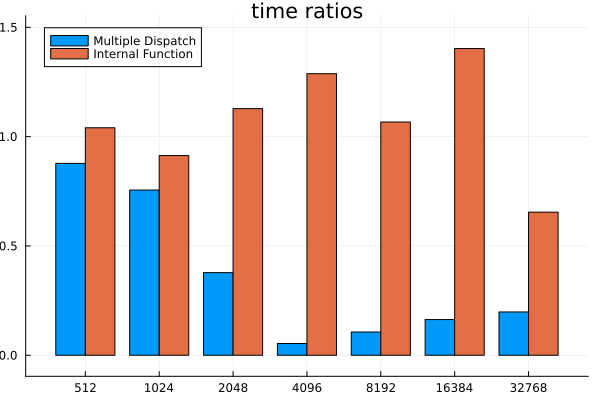 time ratios
Multiple Dispatch
Internal Function
1.5
1.0
0.5
0.0
512 1024 2048 4096 8192 16384 32768